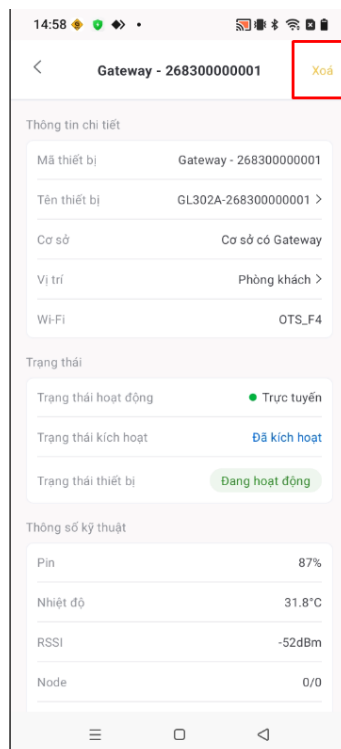 14:58
Gateway - 268300000001
Xoá
Thông tin chi tiết
Mã thiết bị Gateway - 268300000001
Tên thiết bị GL302A-268300000001 >
Cơ sở Cơ sở có Gateway
Vị trí Phòng khách >
Wi-Fi OTS_F4
Trạng thái
Trạng thái hoạt động Trực tuyến
Trạng thái kích hoạt Đã kích hoạt
Trạng thái thiết bị Đang hoạt động
Thông số kỹ thuật
Pin 87%
Nhiệt độ 31.8°C
RSSI -52dBm
Node 0/0